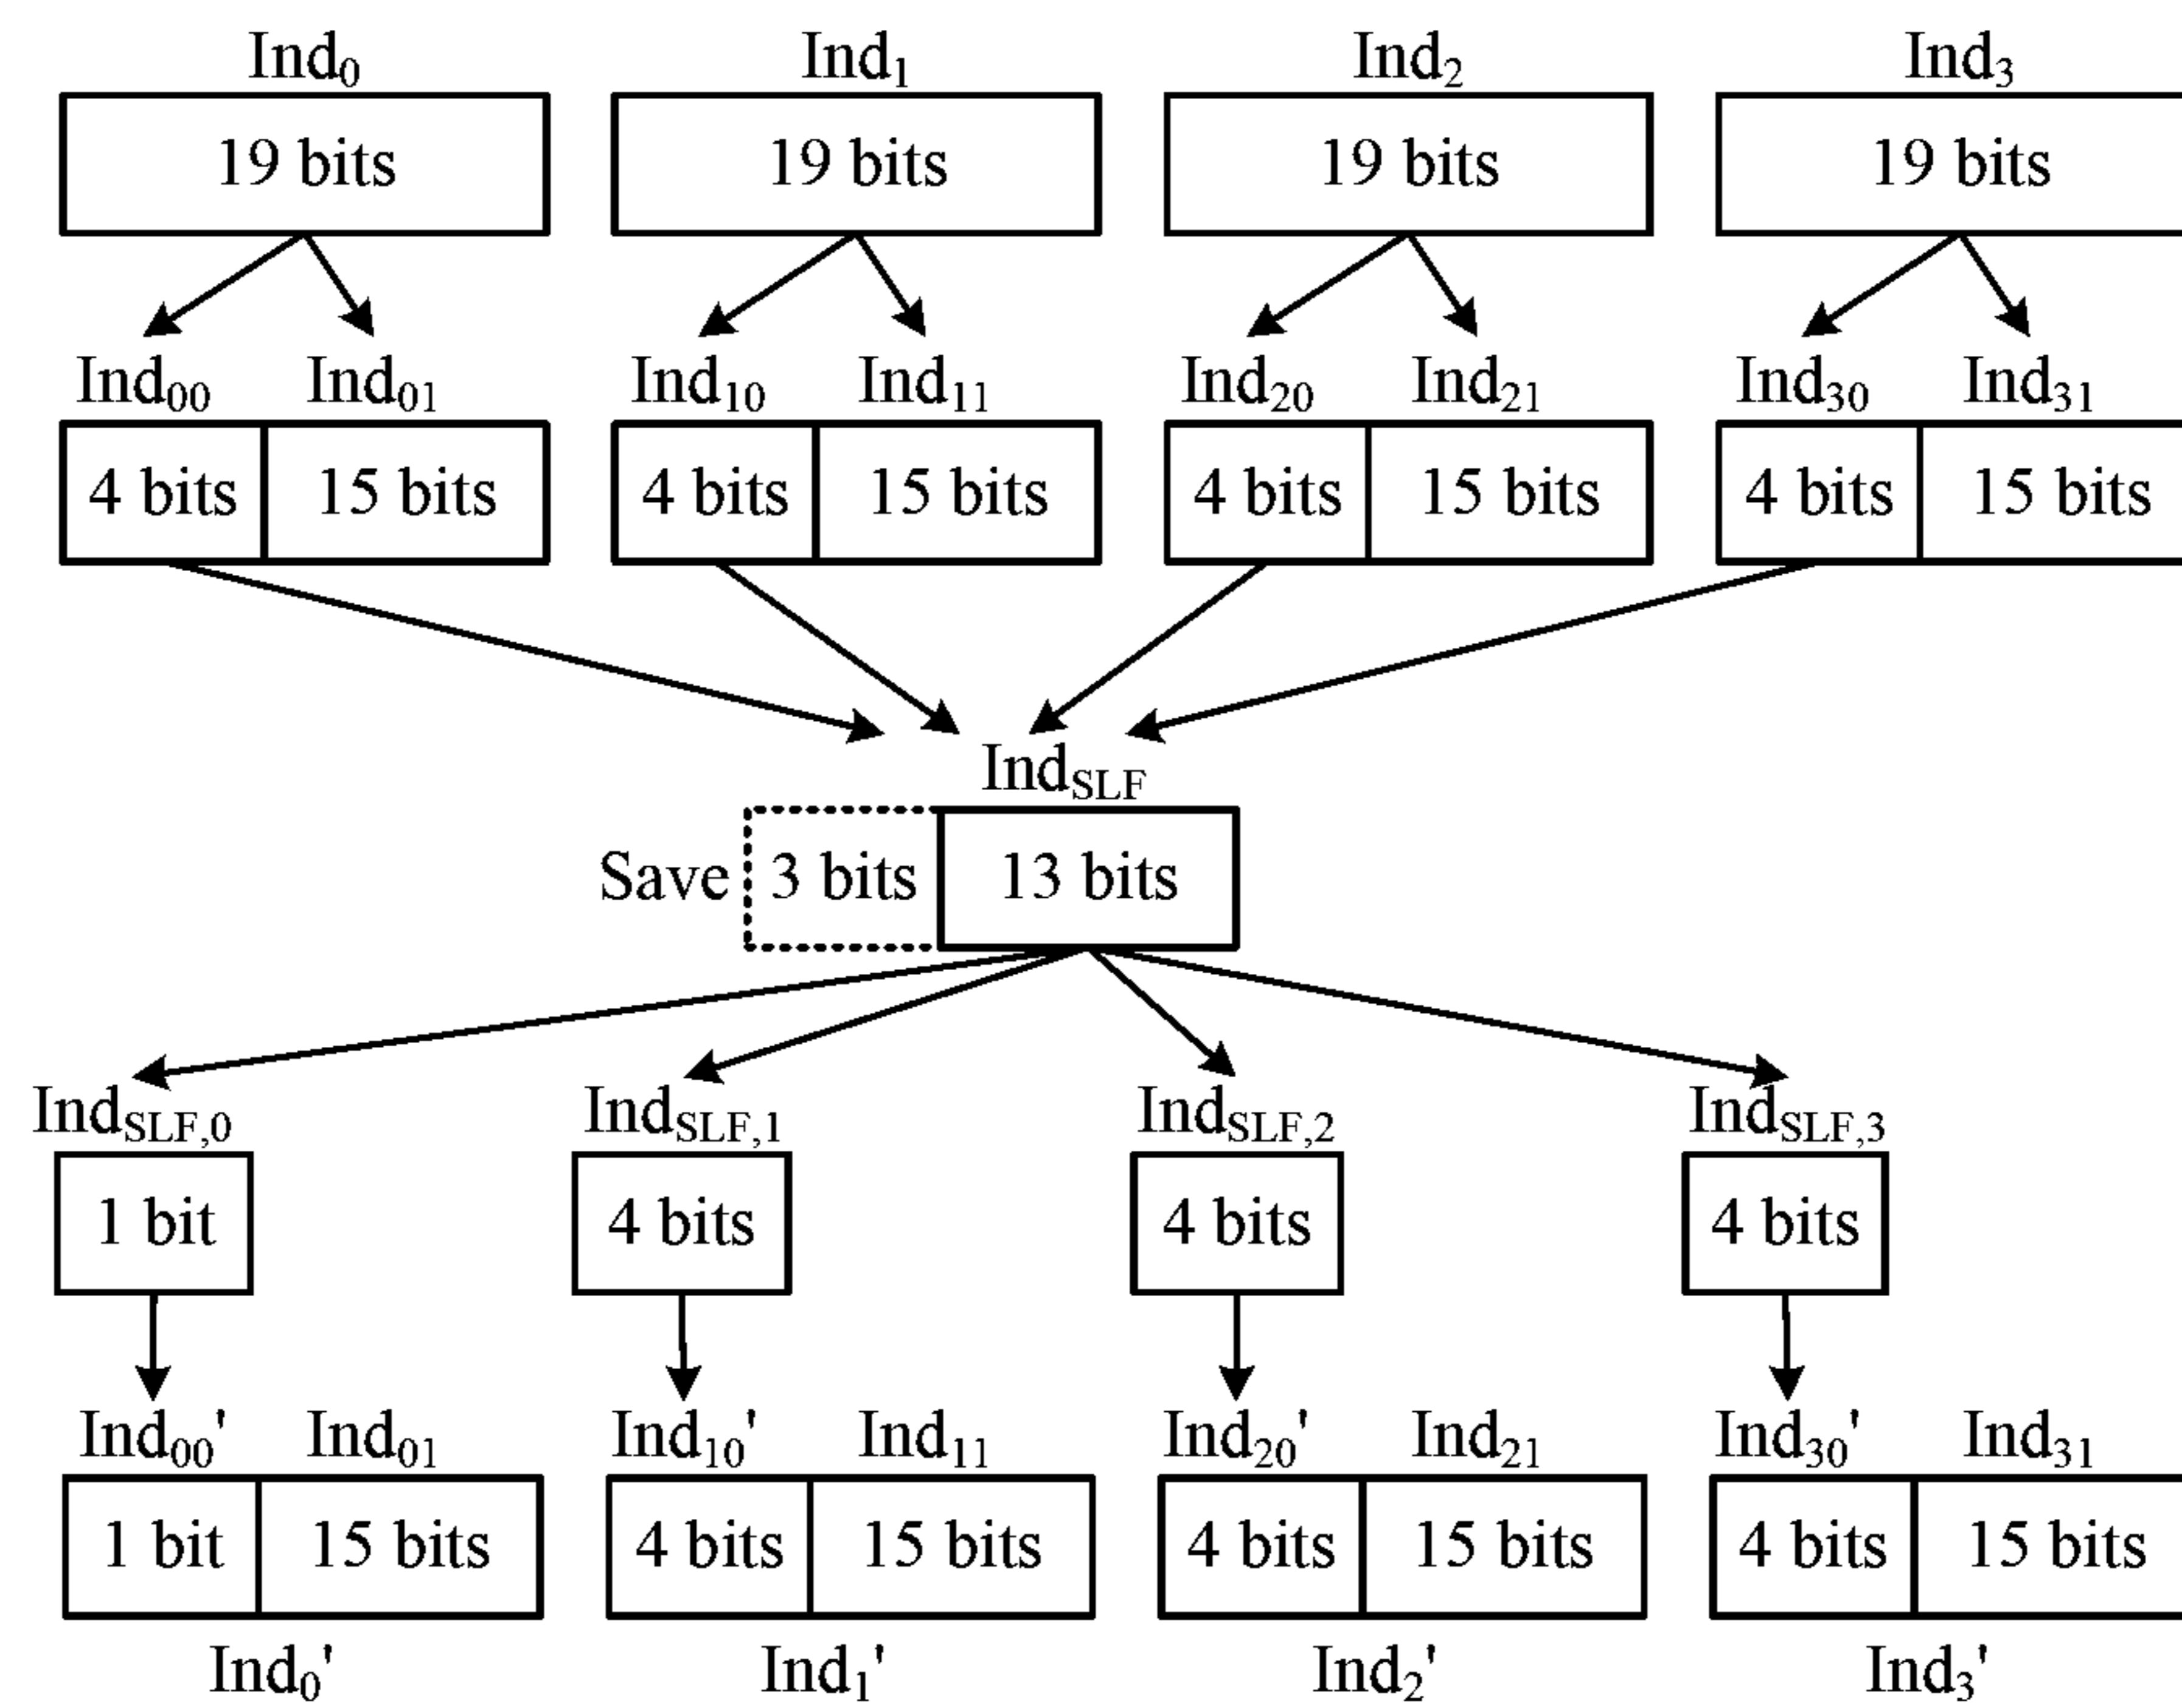 Ind0 Ind1 Ind2 Ind3
19 bits 19 bits 19 bits 19 bits
Ind00 Ind01 Ind10 Ind11 Ind20 Ind21 Ind30 Ind31
4 bits 15 bits 4 bits 15 bits 4 bits 15 bits 4 bits 15 bits
IndSLF
Save 3 bits 13 bits
IndSLF,0 IndSLF,1 IndSLF,2 IndSLF,3
1 bit 4 bits 4 bits 4 bits
Ind00' Ind01 Ind10' Ind11 Ind20' Ind21 Ind30' Ind31
1 bit 15 bits 4 bits 15 bits 4 bits 15 bits 4 bits 15 bits
Ind0' Ind1' Ind2' Ind3'